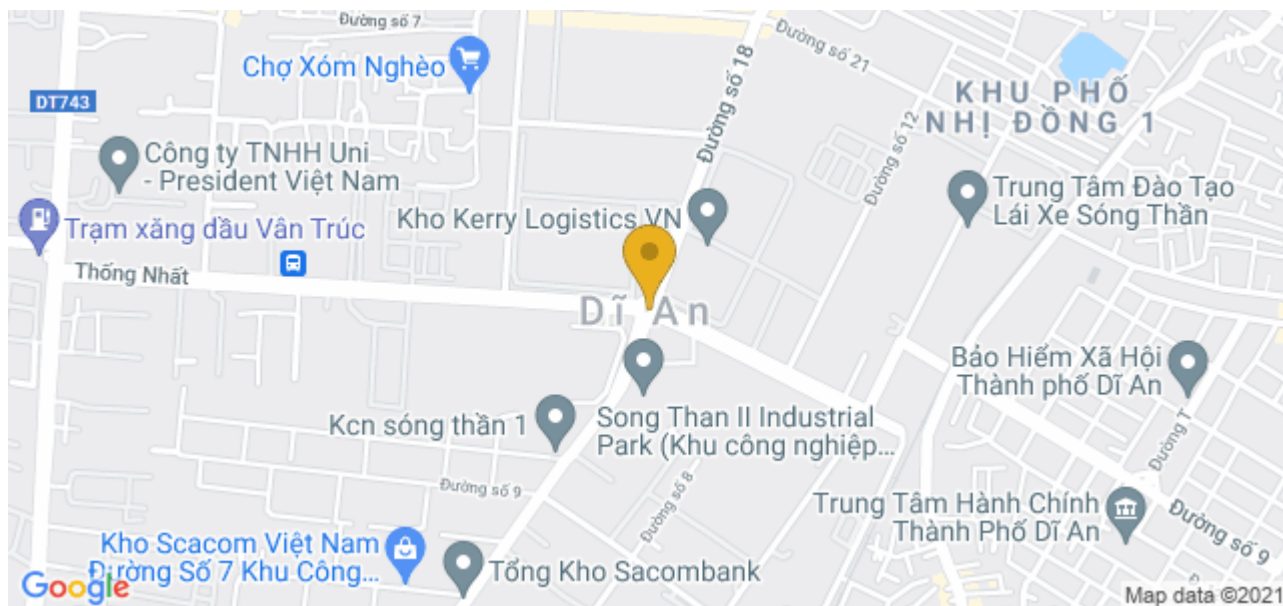 Đường số 7
Đường số 21
Chợ Xóm Nghèo
Đường số 18
DT743
KHU PHỐ
NHỊ ĐỒNG 1
Đường số 12
Công ty TNHH Uni
- President Việt Nam
Trung Tâm Đào Tạo
Lái Xe Sóng Thần
Kho Kerry Logistics VN
Trạm xăng dầu Vân Trúc
Thống Nhất
Dĩ An
Bảo Hiểm Xã Hội
Thành phố Dĩ An
Kcn sóng thần 1
Song Than II Industrial
Park (Khu công nghiệp...
Đường T
Đường số 9
Đường số 8
Trung Tâm Hành Chính
Thành Phố Dĩ An
Đường số 9
Kho Scacom Việt Nam
Đường Số 7 Khu Công...
Tổng Kho Sacombank
Google
Map data ©2021